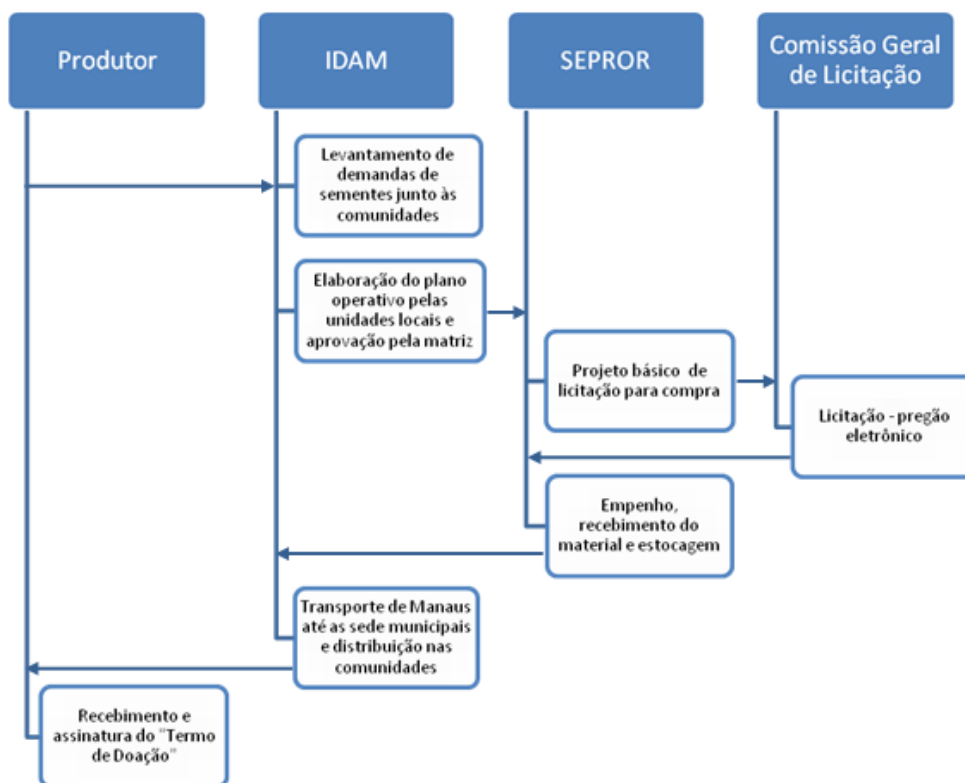 Produtor
IDAM
SEPROR
Comissão Geral
de Licitação
Levantamento de
demandas de
sementes junto às
comunidades
Elaboração do plano
operativo pelas
unidades locais e
aprovação pela matriz
Projeto básico de
licitação para compra
Licitação - pregão
eletrônico
Empenho,
recebimento do
material e estocagem
Transporte de Manaus
até as sede municipais
e distribuição nas
comunidades
Recebimento e
assinatura do "Termo
de Doação"